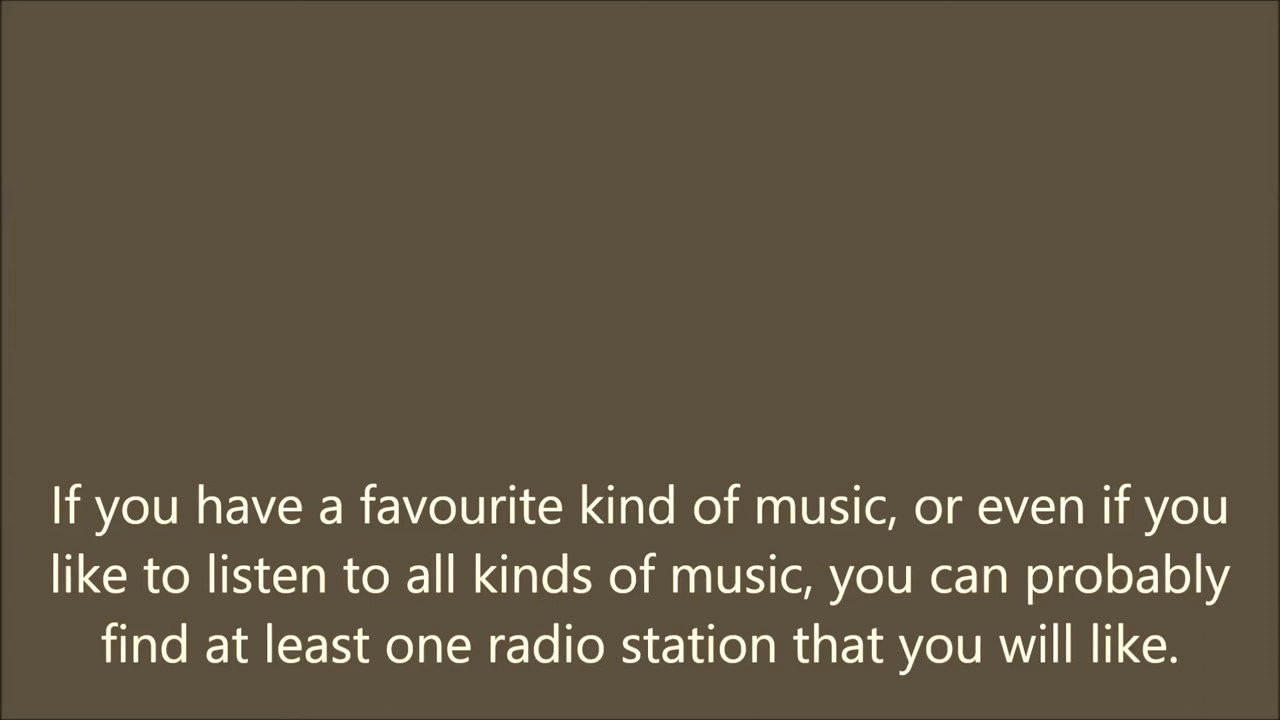 If you have a favourite kind of music, or even if you
like to listen to all kinds of music, you can probably
find at least one radio station that you will like.